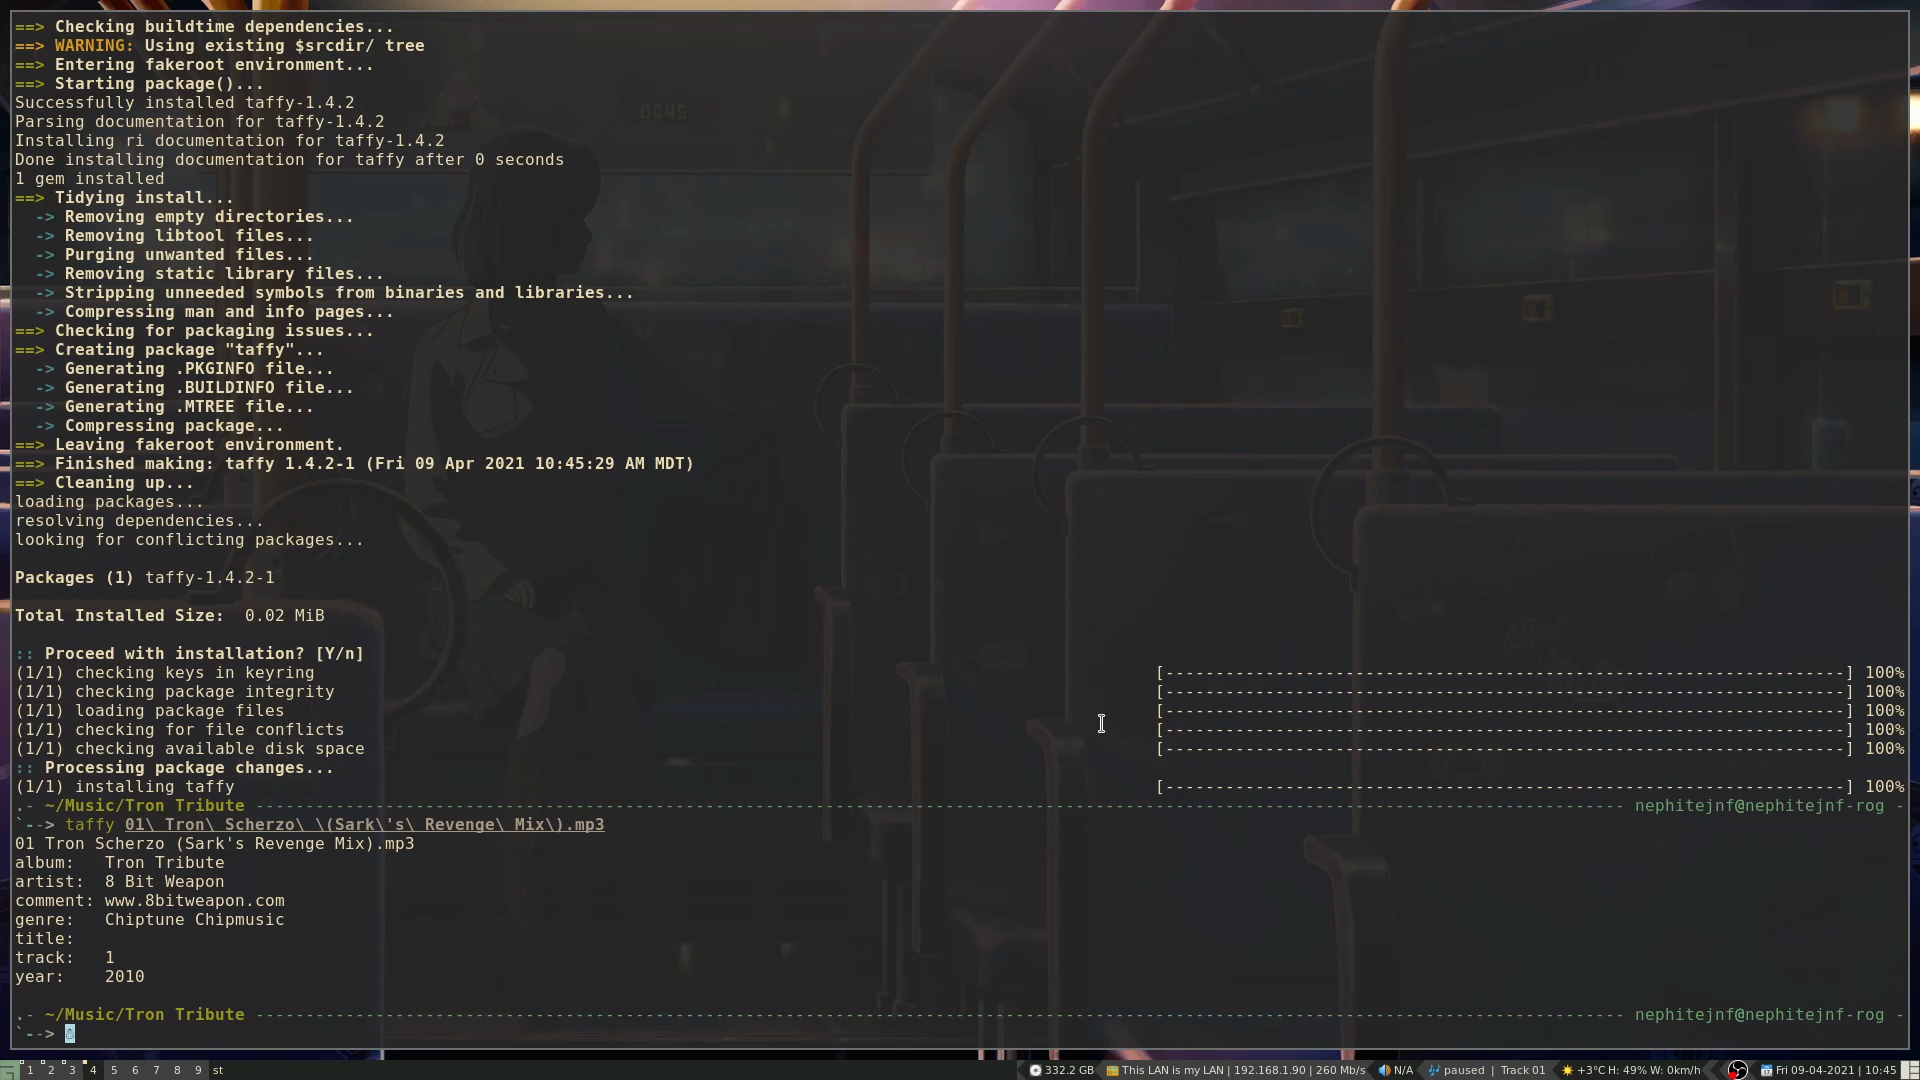 ==> Checking buildtime dependencies...
==> WARNING: Using existing $srcdir/ tree
==> Entering fakeroot environment...
==> Starting package()...
Successfully installed taffy-1.4.2
Parsing documentation for taffy-1.4.2
Installing ri documentation for taffy-1.4.2
Done installing documentation for taffy after 0 seconds
1 gem installed
==> Tidying install...
  -> Removing empty directories...
  -> Removing libtool files...
  -> Purging unwanted files...
  -> Removing static library files...
  -> Stripping unneeded symbols from binaries and libraries...
  -> Compressing man and info pages...
==> Checking for packaging issues...
==> Creating package "taffy"...
  -> Generating .PKGINFO file...
  -> Generating .BUILDINFO file...
  -> Generating .MTREE file...
  -> Compressing package...
==> Leaving fakeroot environment.
==> Finished making: taffy 1.4.2-1 (Fri 09 Apr 2021 10:45:29 AM MDT)
==> Cleaning up...
loading packages...
resolving dependencies...
looking for conflicting packages...
Packages (1) taffy-1.4.2-1
Total Installed Size:  0.02 MiB
:: Proceed with installation? [Y/n]
(1/1) checking keys in keyring [--------------------------------------------------------------------] 100%
(1/1) checking package integrity [--------------------------------------------------------------------] 100%
(1/1) loading package files [--------------------------------------------------------------------] 100%
(1/1) checking for file conflicts [--------------------------------------------------------------------] 100%
(1/1) checking available disk space [--------------------------------------------------------------------] 100%
:: Processing package changes...
(1/1) installing taffy [--------------------------------------------------------------------] 100%
.- ~/Music/Tron Tribute ----------------------------------------------------------------------------------------------------------------------------------------- nephitejnf@nephitejnf-rog -
`--> taffy 01\ Tron\ Scherzo\ \(Sark\'s\ Revenge\ Mix\).mp3
01 Tron Scherzo (Sark's Revenge Mix).mp3
album:   Tron Tribute
artist:  8 Bit Weapon
comment: www.8bitweapon.com
genre:   Chiptune Chipmusic
title:
track:   1
year:    2010
.- ~/Music/Tron Tribute ----------------------------------------------------------------------------------------------------------------------------------------- nephitejnf@nephitejnf-rog -
`-->
1 2 3 4 5 6 7 8 9 st 332.2 GB This LAN is my LAN | 192.168.1.90 | 260 Mb/s N/A paused | Track 01 +3°C H: 49% W: 0km/h Fri 09-04-2021 | 10:45
0045